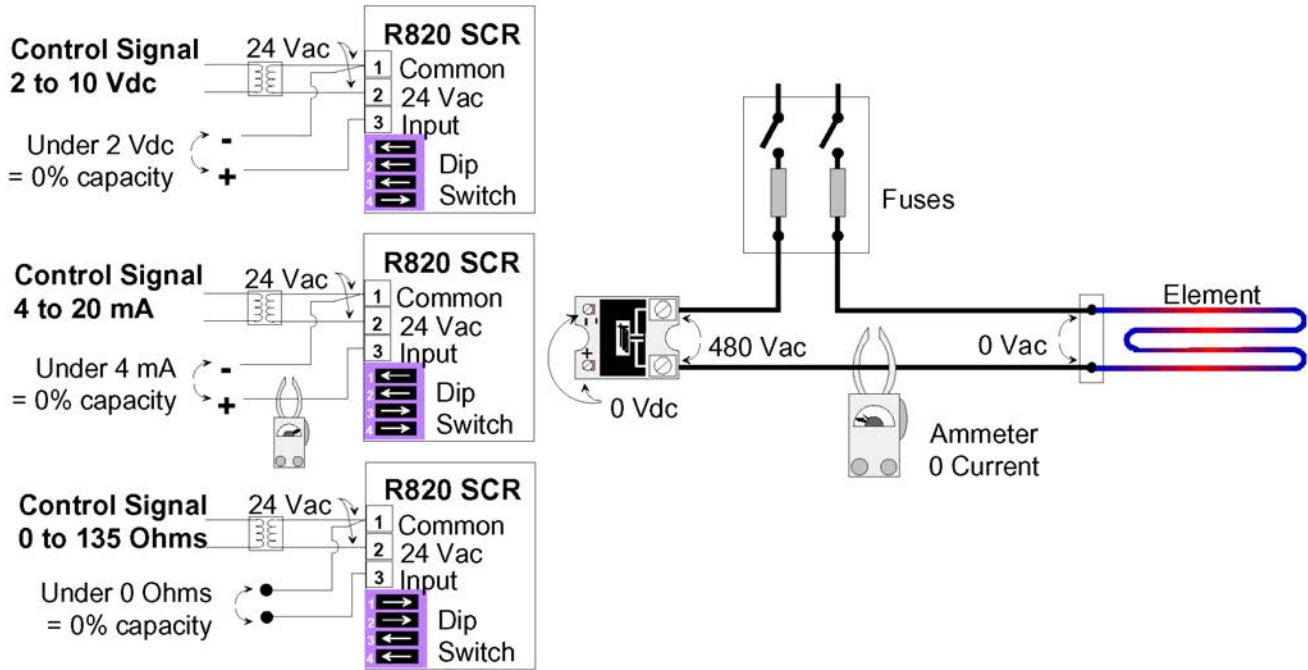 R820 SCR
Control Signal
2 to 10 Vdc
24 Vac
1 Common
2 24 Vac
3 Input
Under 2 Vdc
= 0% capacity
-
+
1
2
3
4
Dip
Switch
R820 SCR
Control Signal
4 to 20 mA
24 Vac
1 Common
2 24 Vac
3 Input
Under 4 mA
= 0% capacity
-
+
1
2
3
4
Dip
Switch
R820 SCR
Control Signal
0 to 135 Ohms
24 Vac
1 Common
2 24 Vac
3 Input
Under 0 Ohms
= 0% capacity
1
2
3
4
Dip
Switch
Fuses
-
+
480 Vac
0 Vdc
0 Vac
Element
Ammeter
0 Current